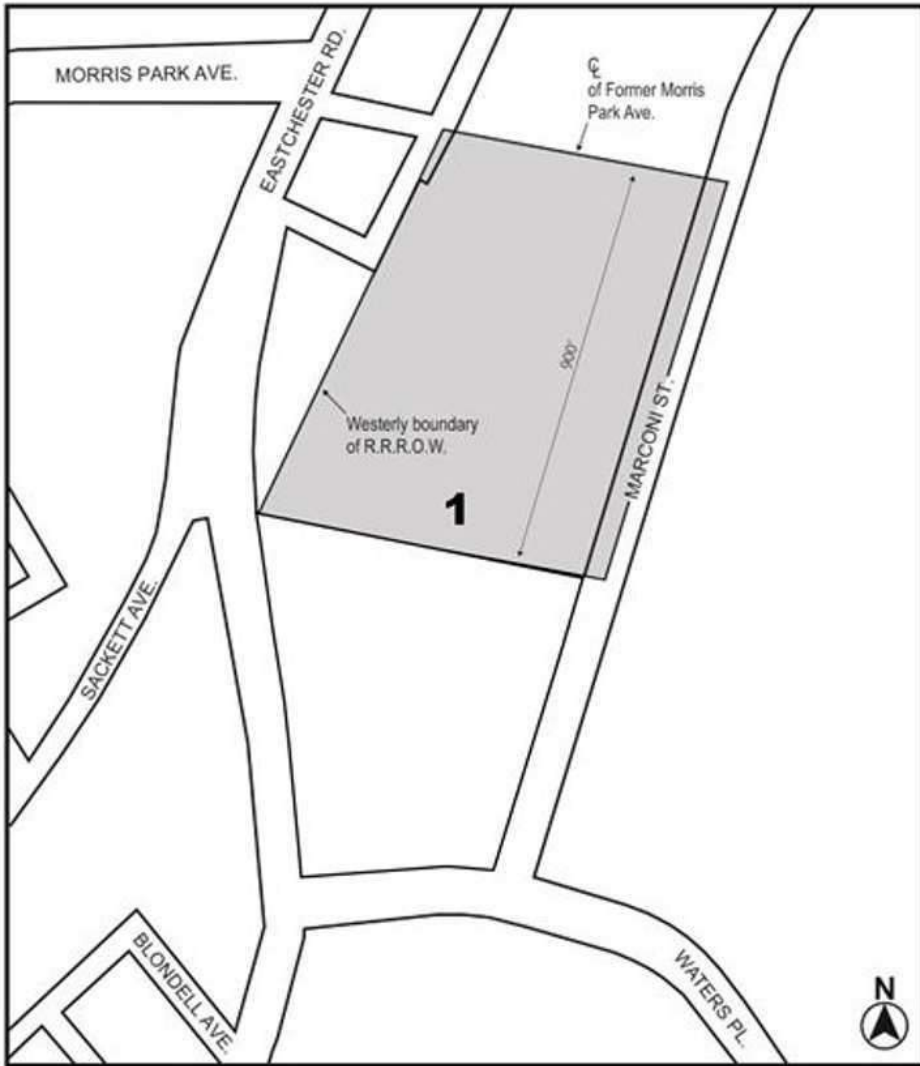 MORRIS PARK AVE.
EASTCHESTER RD.
℄
of Former Morris
Park Ave.
900'
Westerly boundary
of R.R.R.O.W.
MARCONI ST.
1
SACKETT AVE.
BLONDELL AVE.
WATERS PL.
N